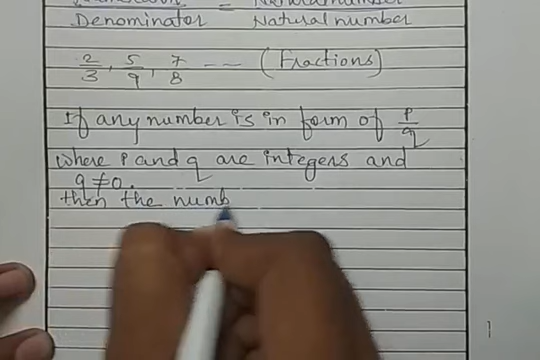 Denominator = Natural number
2/3, 5/9, 7/8 --- (Fractions)
If any number is in form of P/q
where P and q are integers and
q ≠ 0.
then the numb
1